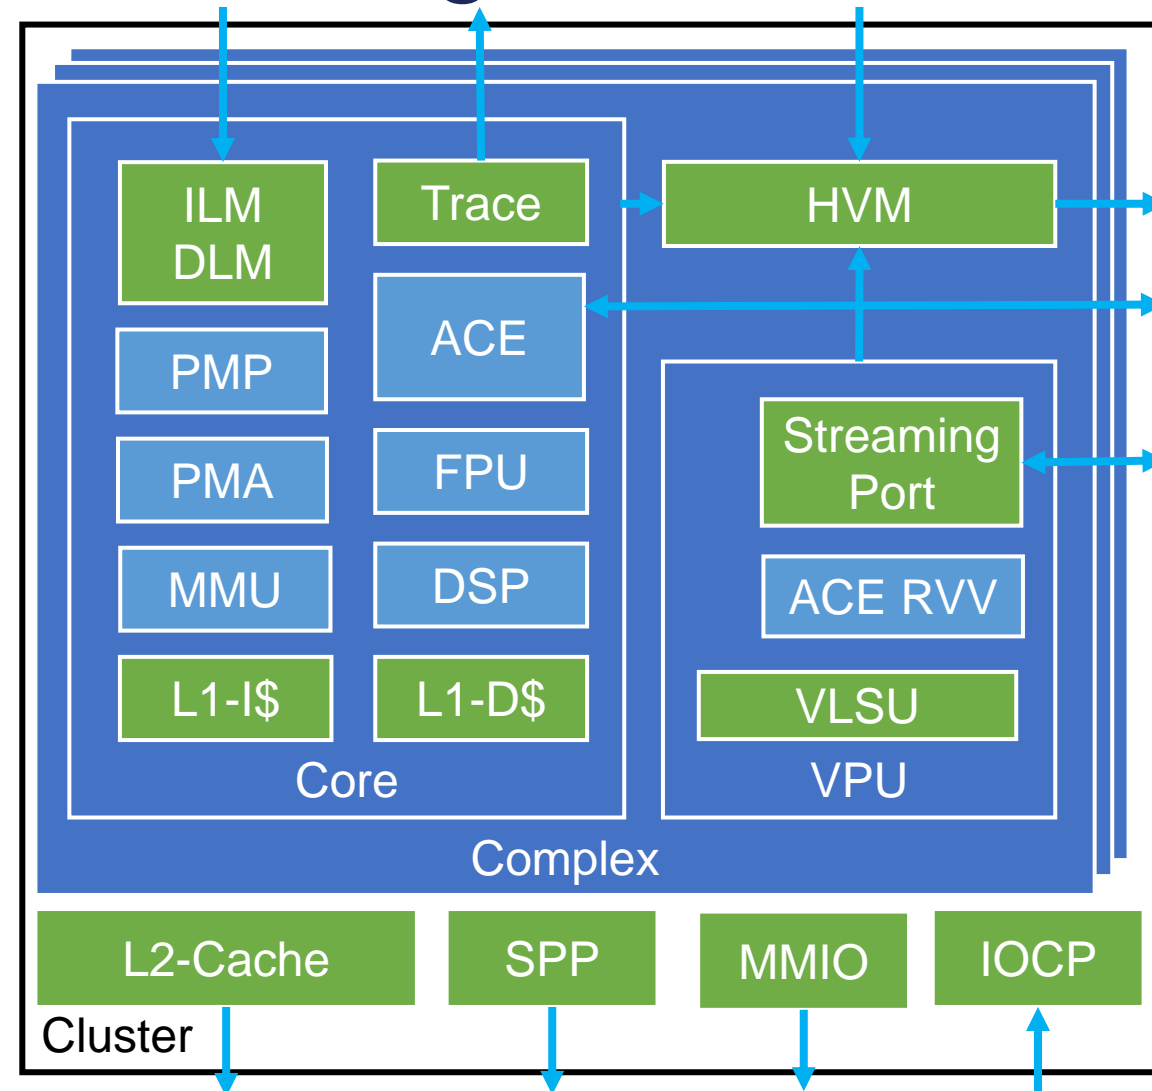 ILM
DLM
Trace
HVM
ACE
PMP
PMA
FPU
MMU
DSP
L1-I$
L1-D$
Core
Streaming
Port
ACE RVV
VLSU
VPU
Complex
L2-Cache
SPP
MMIO
IOCP
Cluster